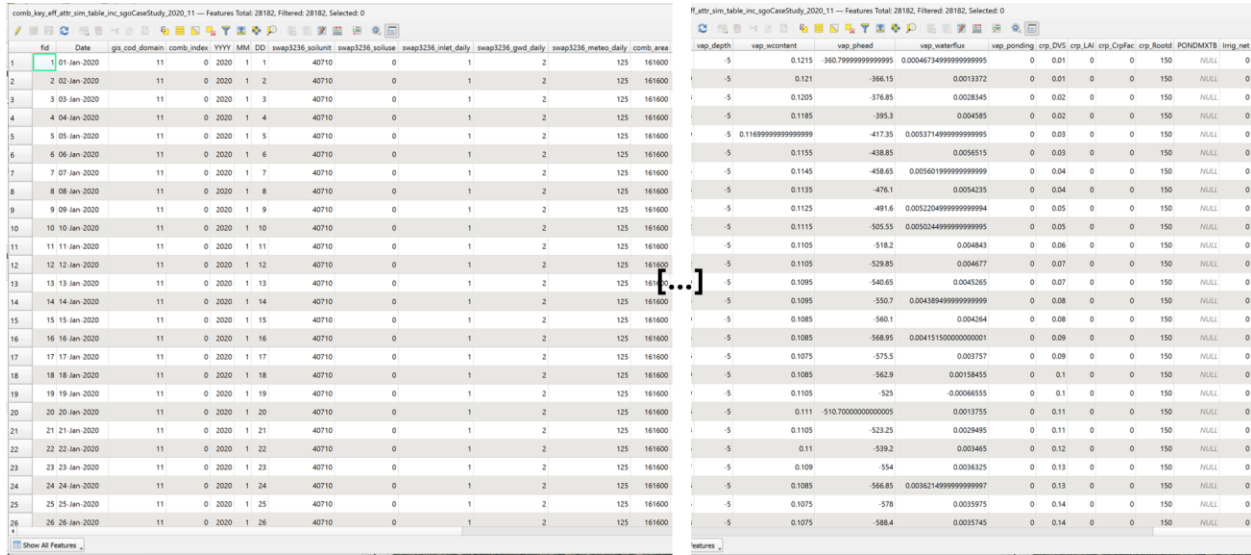 comb_key_eff_attr_sim_table_inc_sgoCaseStudy_2020_11 — Features Total: 28182, Filtered: 28182, Selected: 0
fid Date gis_cod_domain comb_index YYYY MM DD swap3236_soilunit swap3236_soiluse swap3236_inlet_daily swap3236_gwd_daily swap3236_meteo_daily comb_area
1 1 01-Jan-2020 11 0 2020 1 1 40710 0 1 2 125 161600
2 2 02-Jan-2020 11 0 2020 1 2 40710 0 1 2 125 161600
3 3 03-Jan-2020 11 0 2020 1 3 40710 0 1 2 125 161600
4 4 04-Jan-2020 11 0 2020 1 4 40710 0 1 2 125 161600
5 5 05-Jan-2020 11 0 2020 1 5 40710 0 1 2 125 161600
6 6 06-Jan-2020 11 0 2020 1 6 40710 0 1 2 125 161600
7 7 07-Jan-2020 11 0 2020 1 7 40710 0 1 2 125 161600
8 8 08-Jan-2020 11 0 2020 1 8 40710 0 1 2 125 161600
9 9 09-Jan-2020 11 0 2020 1 9 40710 0 1 2 125 161600
10 10 10-Jan-2020 11 0 2020 1 10 40710 0 1 2 125 161600
11 11 11-Jan-2020 11 0 2020 1 11 40710 0 1 2 125 161600
12 12 12-Jan-2020 11 0 2020 1 12 40710 0 1 2 125 161600
13 13 13-Jan-2020 11 0 2020 1 13 40710 0 1 2 125 161600
14 14 14-Jan-2020 11 0 2020 1 14 40710 0 1 2 125 161600
15 15 15-Jan-2020 11 0 2020 1 15 40710 0 1 2 125 161600
16 16 16-Jan-2020 11 0 2020 1 16 40710 0 1 2 125 161600
17 17 17-Jan-2020 11 0 2020 1 17 40710 0 1 2 125 161600
18 18 18-Jan-2020 11 0 2020 1 18 40710 0 1 2 125 161600
19 19 19-Jan-2020 11 0 2020 1 19 40710 0 1 2 125 161600
20 20 20-Jan-2020 11 0 2020 1 20 40710 0 1 2 125 161600
21 21 21-Jan-2020 11 0 2020 1 21 40710 0 1 2 125 161600
22 22 22-Jan-2020 11 0 2020 1 22 40710 0 1 2 125 161600
23 23 23-Jan-2020 11 0 2020 1 23 40710 0 1 2 125 161600
24 24 24-Jan-2020 11 0 2020 1 24 40710 0 1 2 125 161600
25 25 25-Jan-2020 11 0 2020 1 25 40710 0 1 2 125 161600
26 26 26-Jan-2020 11 0 2020 1 26 40710 0 1 2 125 161600
Show All Features
[...]
ff_attr_sim_table_inc_sgoCaseStudy_2020_11 — Features Total: 28182, Filtered: 28182, Selected: 0
vap_depth vap_wcontent vap_phead vap_waterflux vap_ponding crp_DVS crp_LAI crp_CrpFac crp_Rootd PONDMXTB Irrig_net
-5 0.1215 -360.79999999999995 0.00046734999999999995 0 0.01 0 0 150 NULL 0
-5 0.121 -366.15 0.0013372 0 0.01 0 0 150 NULL 0
-5 0.1205 -376.85 0.0028345 0 0.02 0 0 150 NULL 0
-5 0.1185 -395.3 0.004585 0 0.02 0 0 150 NULL 0
-5 0.11699999999999999 -417.35 0.0053714999999999995 0 0.03 0 0 150 NULL 0
-5 0.1155 -438.85 0.0056515 0 0.03 0 0 150 NULL 0
-5 0.1145 -458.65 0.005601999999999999 0 0.04 0 0 150 NULL 0
-5 0.1135 -476.1 0.0054235 0 0.04 0 0 150 NULL 0
-5 0.1125 -491.6 0.0052204999999999994 0 0.05 0 0 150 NULL 0
-5 0.1115 -505.55 0.0050244999999999995 0 0.05 0 0 150 NULL 0
-5 0.1105 -518.2 0.004843 0 0.06 0 0 150 NULL 0
-5 0.1105 -529.85 0.004677 0 0.07 0 0 150 NULL 0
-5 0.1095 -540.65 0.0045265 0 0.07 0 0 150 NULL 0
-5 0.1095 -550.7 0.004389499999999999 0 0.08 0 0 150 NULL 0
-5 0.1085 -560.1 0.004264 0 0.08 0 0 150 NULL 0
-5 0.1085 -568.95 0.004151500000000001 0 0.09 0 0 150 NULL 0
-5 0.1075 -575.5 0.003757 0 0.09 0 0 150 NULL 0
-5 0.1085 -562.9 0.00158455 0 0.1 0 0 150 NULL 0
-5 0.1105 -525 -0.00066555 0 0.1 0 0 150 NULL 0
-5 0.111 -510.70000000000005 0.0013755 0 0.11 0 0 150 NULL 0
-5 0.1105 -523.25 0.0029495 0 0.11 0 0 150 NULL 0
-5 0.11 -539.2 0.003465 0 0.12 0 0 150 NULL 0
-5 0.109 -554 0.0036325 0 0.13 0 0 150 NULL 0
-5 0.1085 -566.85 0.0036214999999999997 0 0.13 0 0 150 NULL 0
-5 0.1075 -578 0.0035975 0 0.14 0 0 150 NULL 0
-5 0.1075 -588.4 0.0035745 0 0.14 0 0 150 NULL 0
Features